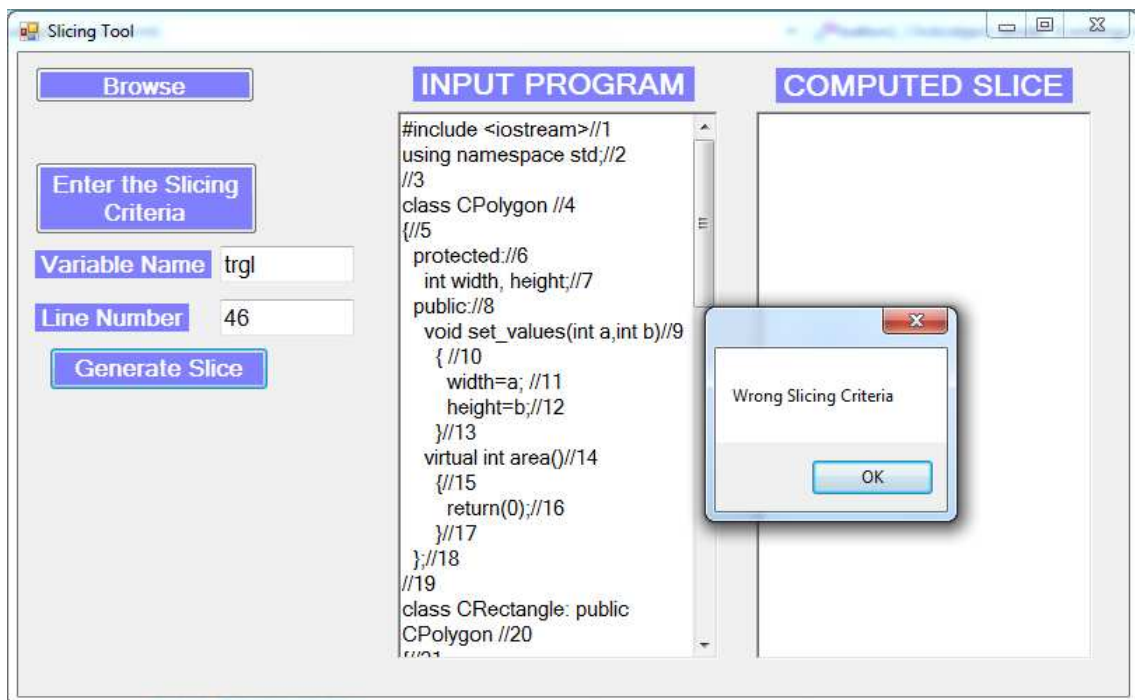 Slicing Tool
Browse
Enter the Slicing
Criteria
Variable Name trgl
Line Number 46
Generate Slice
INPUT PROGRAM
#include <iostream>//1
using namespace std;//2
//3
class CPolygon //4
{//5
protected://6
int width, height;//7
public://8
void set_values(int a,int b)//9
{ //10
width=a; //11
height=b;//12
}//13
virtual int area()//14
{//15
return(0);//16
}//17
};//18
//19
class CRectangle: public
CPolygon //20
{//21
COMPUTED SLICE
Wrong Slicing Criteria
OK